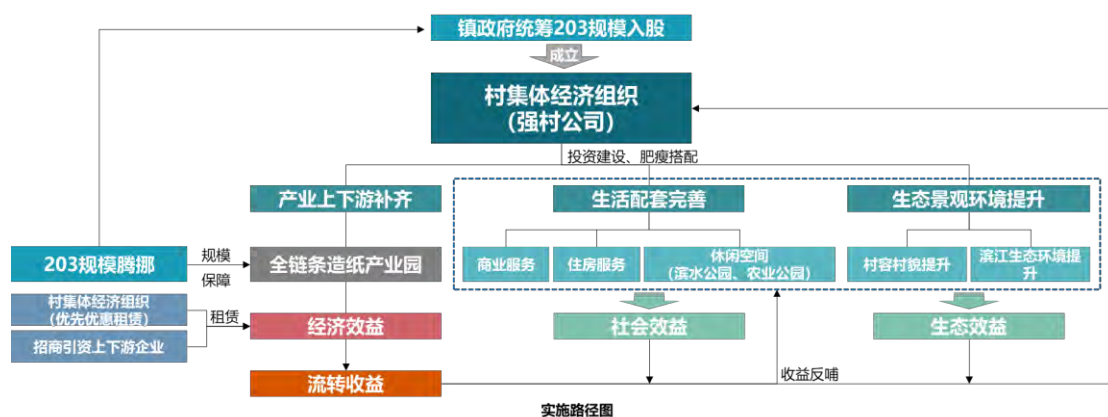 镇政府统筹203规模入股
成立
村集体经济组织
（强村公司）
投资建设、肥瘦搭配
产业上下游补齐
生活配套完善
生态景观环境提升
203规模腾挪
规模
保障
全链条造纸产业园
商业服务
住房服务
休闲空间
（滨水公园、农业公园）
村容村貌提升
滨江生态环境提
升
村集体经济组织
（优先优惠租赁）
招商引资上下游企业
租赁
经济效益
社会效益
生态效益
流转收益
收益反哺
实施路径图